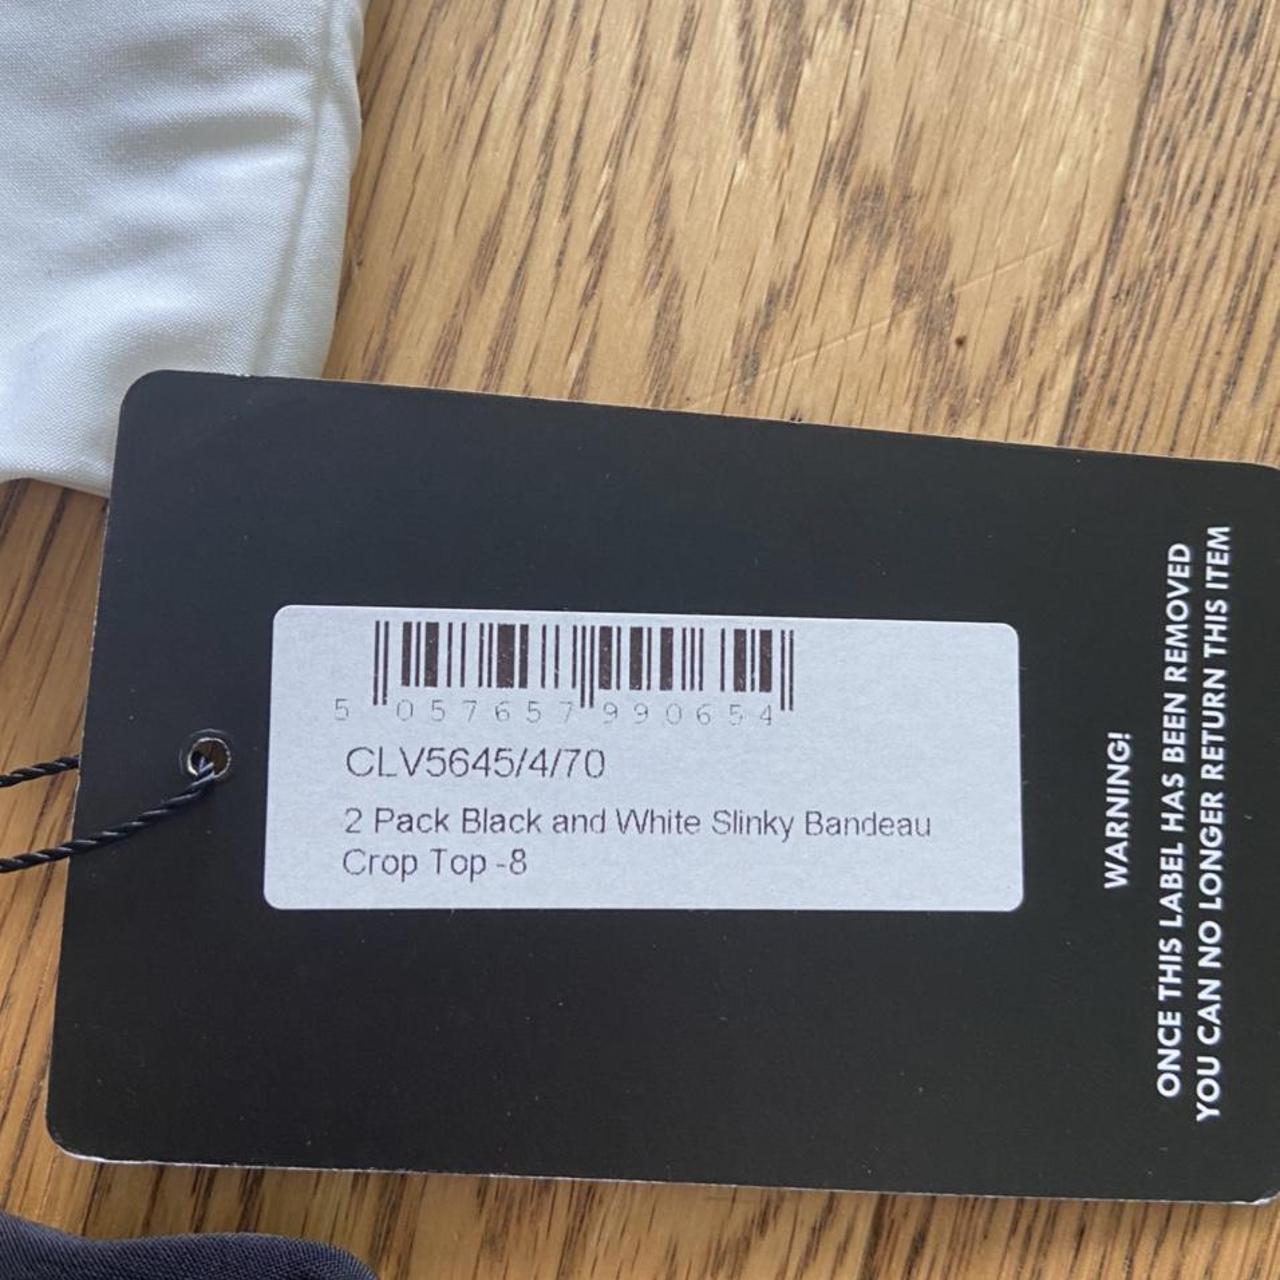 5 057657 990654
CLV5645/4/70
2 Pack Black and White Slinky Bandeau
Crop Top -8
WARNING!
ONCE THIS LABEL HAS BEEN REMOVED
YOU CAN NO LONGER RETURN THIS ITEM